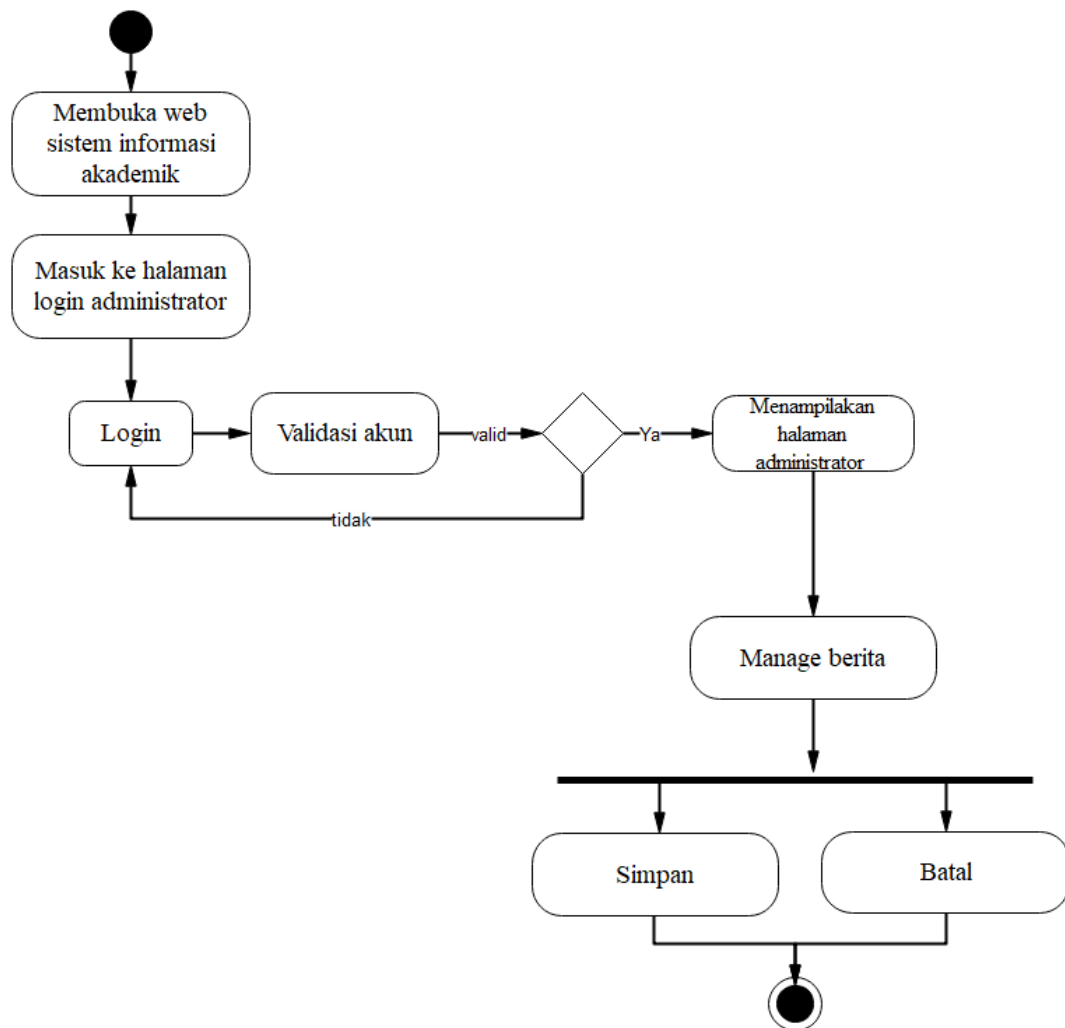 Membuka web
sistem informasi
akademik
Masuk ke halaman
login administrator
Login
Validasi akun
valid
Ya
Menampilakan
halaman
administrator
tidak
Manage berita
Simpan
Batal